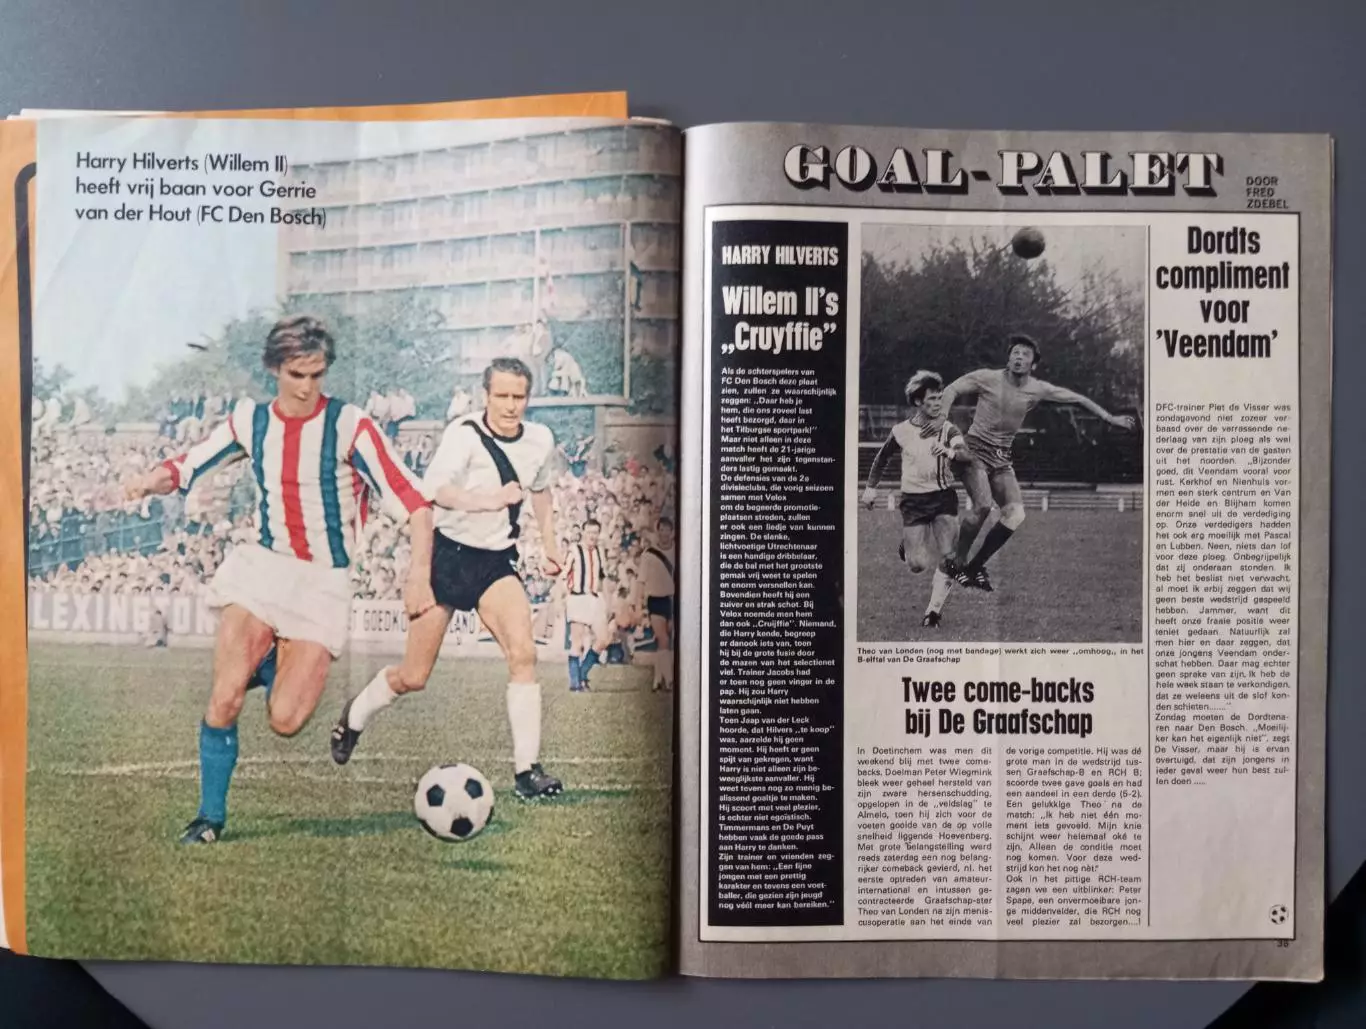 Harry Hilverts (Willem II)
heeft vrij baan voor Gerrie
van der Hout (FC Den Bosch)
LEXINGTON
T GOEDKO
LAND
GOAL-PALET
DOOR
FRED
ZDEBEL
HARRY HILVERTS
Willem II's
„Cruyffie”
Als de achterspelers van
FC Den Bosch deze plaat
zien, zullen ze waarschijnlijk
zeggen: „Daar heb je
hem, die ons zoveel last
heeft bezorgd, daar in
het Tilburgse sportpark!”
Maar niet alleen in deze
match heeft de 21-jarige
aanvaller het zijn tegenstan-
ders lastig gemaakt.
De defensies van de 2e
divisieclubs, die vorig seizoen
samen met Velox
om de begeerde promotie-
plaatsen streden, zullen
er ook een liedje van kunnen
zingen. De slanke,
lichtvoetige Utrechtenaar
is een handige dribbelaar,
die de bal met het grootste
gemak vrij weet te spelen
en enorm versnellen kan.
Bovendien heeft hij een
zuiver en strak schot. Bij
Velox noemde men hem
dan ook „Cruijffie”. Niemand,
die Harry kende, begreep
er danook iets van, toen
hij bij de grote fusie door
de mazen van het selectienet
viel. Trainer Jacobs had
er toen nog geen vinger in de
pap. Hij zou Harry
waarschijnlijk niet hebben
laten gaan.
Toen Jaap van der Leck
hoorde, dat Hilvers „te koop”
was, aarzelde hij geen
moment. Hij heeft er geen
spijt van gekregen, want
Harry is niet alleen zijn be-
weeglijkste aanvaller. Hij
weet tevens nog zo menig be-
slissend goaltje te maken.
Hij scoort met veel plezier,
is echter niet egoïstisch.
Timmermans en De Puyt
hebben vaak de goede pass
aan Harry te danken.
Zijn trainer en vrienden zeg-
gen van hem: „Een fijne
jongen met een prettig
karakter en tevens een voet-
baller, die gezien zijn jeugd
nog véél meer kan bereiken.”
Theo van Londen (nog met bandage) werkt zich weer „omhoog„ in het
B-elftal van De Graafschap
Twee come-backs
bij De Graafschap
In Doetinchem was men dit
weekend blij met twee come-
backs. Doelman Peter Wiegmink
bleek weer geheel hersteld van
zijn zware hersenschudding,
opgelopen in de „veldslag” te
Almelo, toen hij zich voor de
voeten gooide van de op volle
snelheid liggende Hoevenberg.
Met grote belangstelling werd
reeds zaterdag een nog belang-
rijker comeback gevierd, nl. het
eerste optreden van amateur-
international en intussen ge-
contracteerde Graafschap-ster
Theo van Londen na zijn menis-
cusoperatie aan het einde van
de vorige competitie. Hij was dé
grote man in de wedstrijd tus-
sen Graafschap-B en RCH B;
scoorde twee gave goals en had
een aandeel in een derde (5-2).
Een gelukkige Theo na de
match: „Ik heb niet één mo-
ment iets gevoeld. Mijn knie
schijnt weer helemaal oké te
zijn. Alleen de conditie moet
nog komen. Voor deze wed-
strijd kan het nog nèt.”
Ook in het pittige RCH-team
zagen we een uitblinker: Peter
Spape, een onvermoeibare jon-
ge middenvelder, die RCH nog
veel plezier zal bezorgen....!
Dordts
compliment
voor
'Veendam'
DFC-trainer Piet de Visser was
zondagavond niet zozeer ver-
baasd over de verrassende ne-
derlaag van zijn ploeg als wel
over de prestatie van de gasten
uit het noorden. „Bijzonder
goed, dit Veendam vooral voor
rust. Kerkhof en Nienhuis vor-
men een sterk centrum en Van
der Heide en Blijham komen
enorm snel uit de verdediging
op. Onze verdedigers hadden
het ook erg moeilijk met Pascal
en Lubben. Neen, niets dan lof
voor deze ploeg. Onbegrijpelijk
dat zij onderaan stonden. Ik
heb het beslist niet verwacht,
al moet ik erbij zeggen dat wij
geen beste wedstrijd gespeeld
hebben. Jammer, want dit
heeft onze fraaie positie weer
teniet gedaan. Natuurlijk zal
men hier en daar zeggen, dat
onze jongens Veendam onder-
schat hebben. Daar mag echter
geen sprake van zijn. Ik heb de
hele week staan te verkondigen,
dat ze weleens uit de slof kon-
den schieten.......”
Zondag moeten de Dordtena-
ren naar Den Bosch. „Moeilij-
ker kan het eigenlijk niet”, zegt
De Visser, maar hij is ervan
overtuigd, dat zijn jongens in
ieder geval weer hun best zul-
len doen .....
35